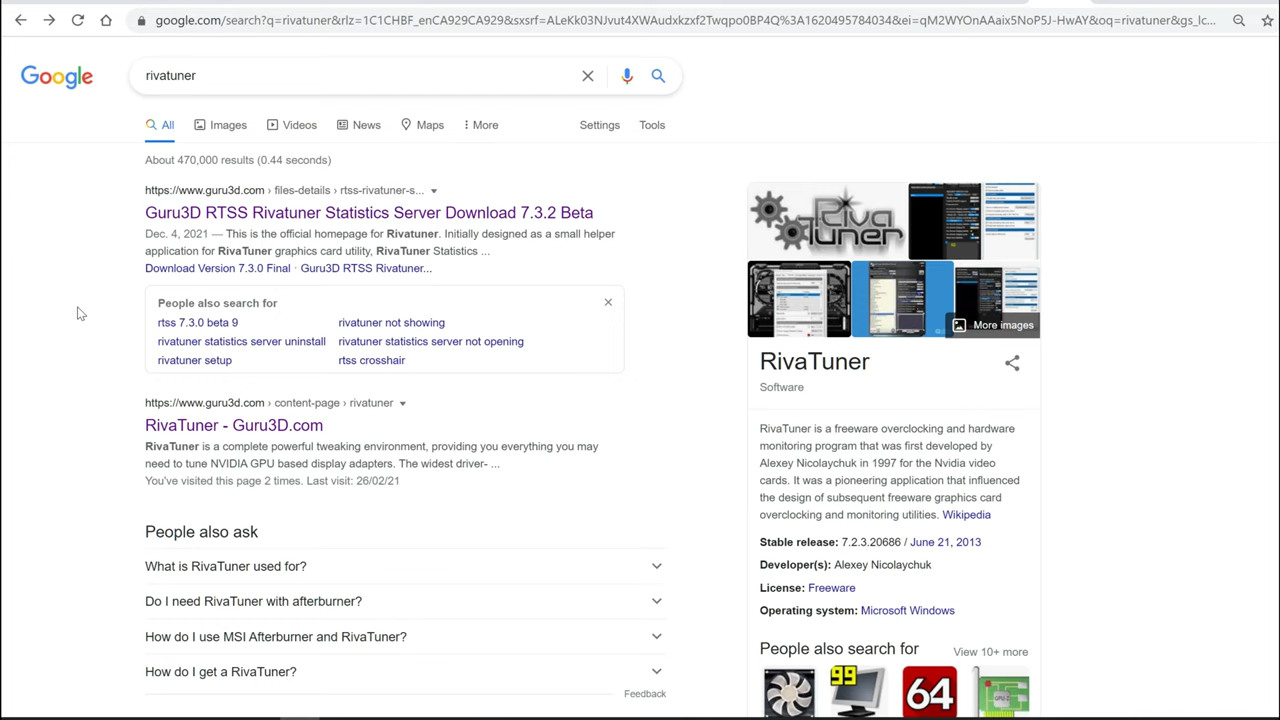 google.com/search?q=rivatuner&rlz=1C1CHBF_enCA929CA929&sxsrf=ALeKk03NJvut4XWAudxkzxf2Twqpo0BP4Q%3A1620495784034&ei=qM2WYOnAAaix5NoP5J-HwAY&oq=rivatuner&gs_lc...
Google
rivatuner
All Images Videos News Maps More Settings Tools
About 470,000 results (0.44 seconds)
https://www.guru3d.com › files-details › rtss-rivatuner-s...
Guru3D RTSS Rivatuner Statistics Server Download 7.2.2 Beta
Dec. 4, 2021 — This is the new homepage for Rivatuner. Initially designed as a small helper
application for RivaTuner graphics card utility, RivaTuner Statistics ...
Download Version 7.3.0 Final · Guru3D RTSS Rivatuner...
People also search for
rtss 7.3.0 beta 9
rivatuner not showing
rivatuner statistics server uninstall
rivatuner statistics server not opening
rivatuner setup
rtss crosshair
https://www.guru3d.com › content-page › rivatuner
RivaTuner - Guru3D.com
RivaTuner is a complete powerful tweaking environment, providing you everything you may
need to tune NVIDIA GPU based display adapters. The widest driver- ...
You've visited this page 2 times. Last visit: 26/02/21
People also ask
What is RivaTuner used for?
Do I need RivaTuner with afterburner?
How do I use MSI Afterburner and RivaTuner?
How do I get a RivaTuner?
Feedback
Riva
Tuner
More images
RivaTuner
Software
RivaTuner is a freeware overclocking and hardware
monitoring program that was first developed by
Alexey Nicolaychuk in 1997 for the Nvidia video
cards. It was a pioneering application that influenced
the design of subsequent freeware graphics card
overclocking and monitoring utilities. Wikipedia
Stable release: 7.2.3.20686 / June 21, 2013
Developer(s): Alexey Nicolaychuk
License: Freeware
Operating system: Microsoft Windows
People also search for
View 10+ more
99
64